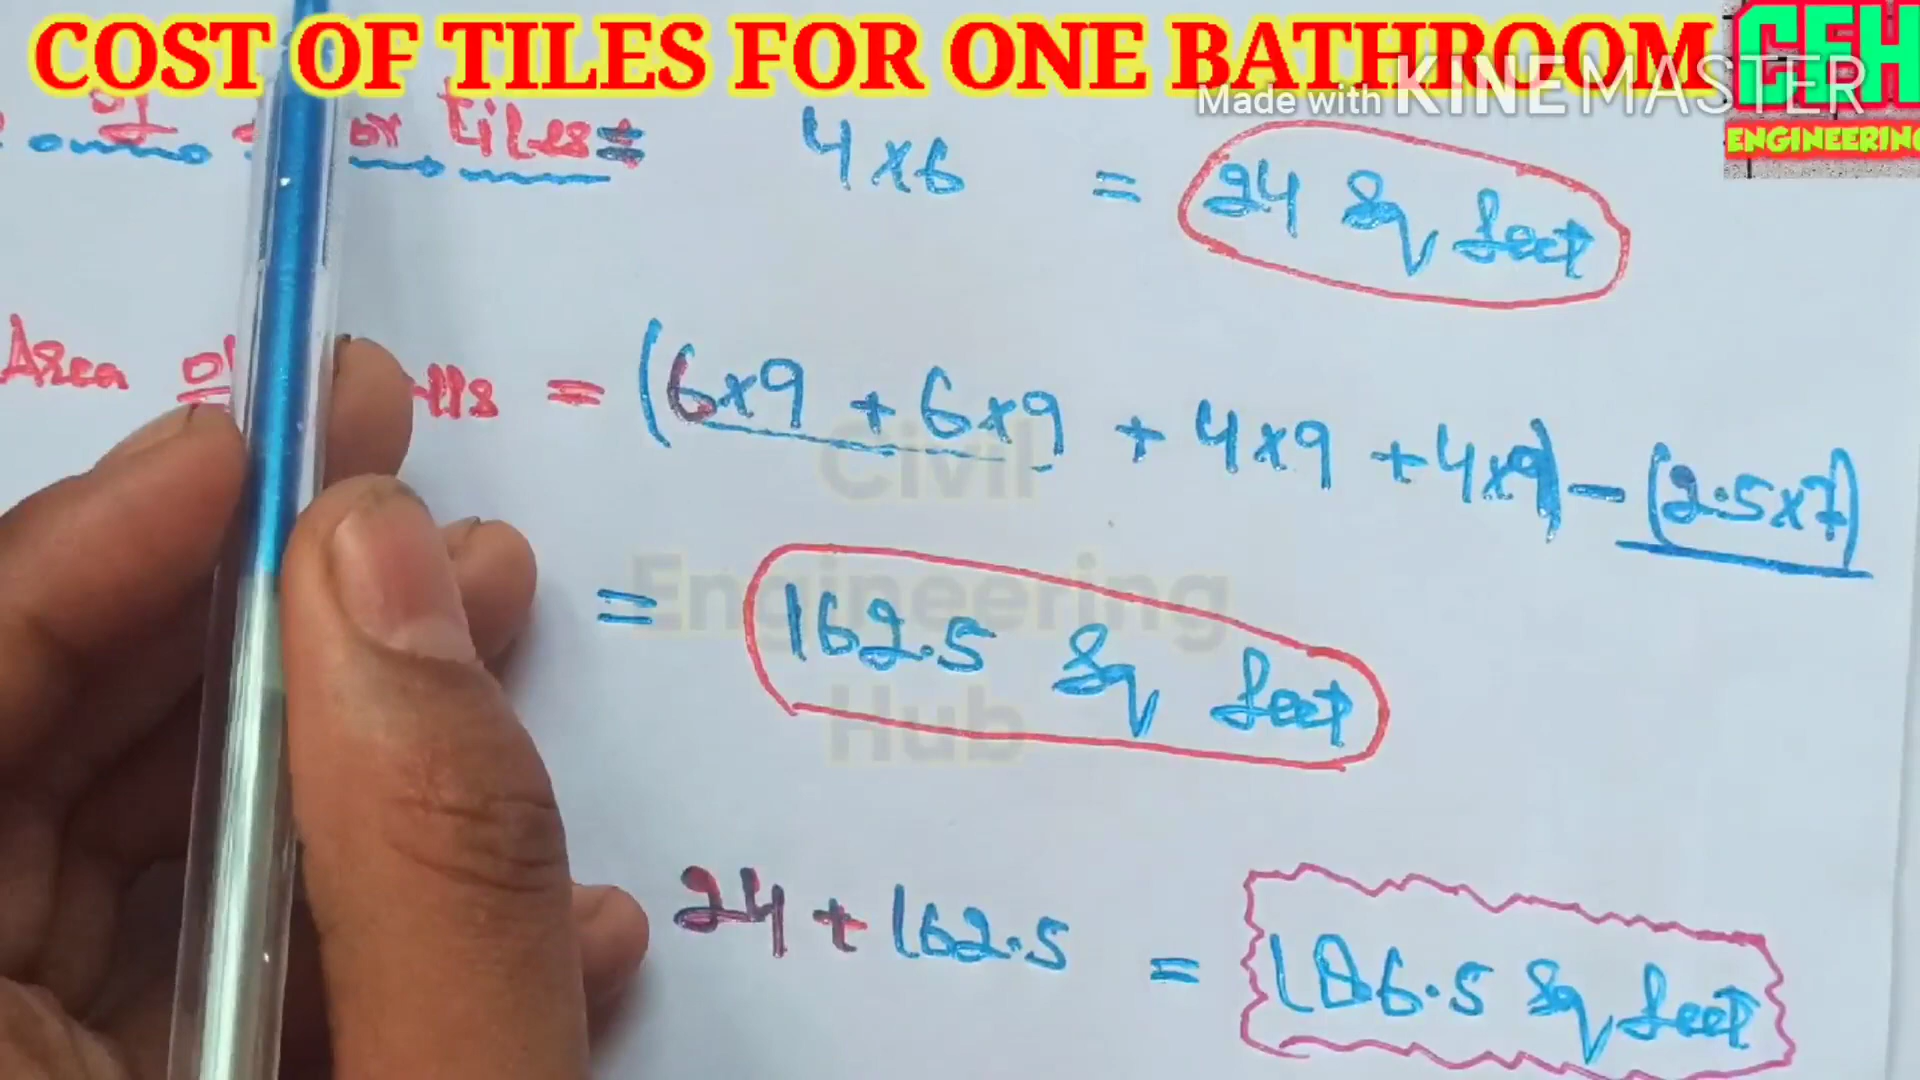 COST OF TILES FOR ONE BATHROOM
Made with KINEMASTER
CEH
ENGINEERING
of tiles = 4x6 = 24 Sq feet
Area = (6x9 + 6x9 + 4x9 + 4x9) - (2.5x7)
Civil
Engineering
Hub
= 162.5 Sq feet
24 + 162.5 = 186.5 Sq feet